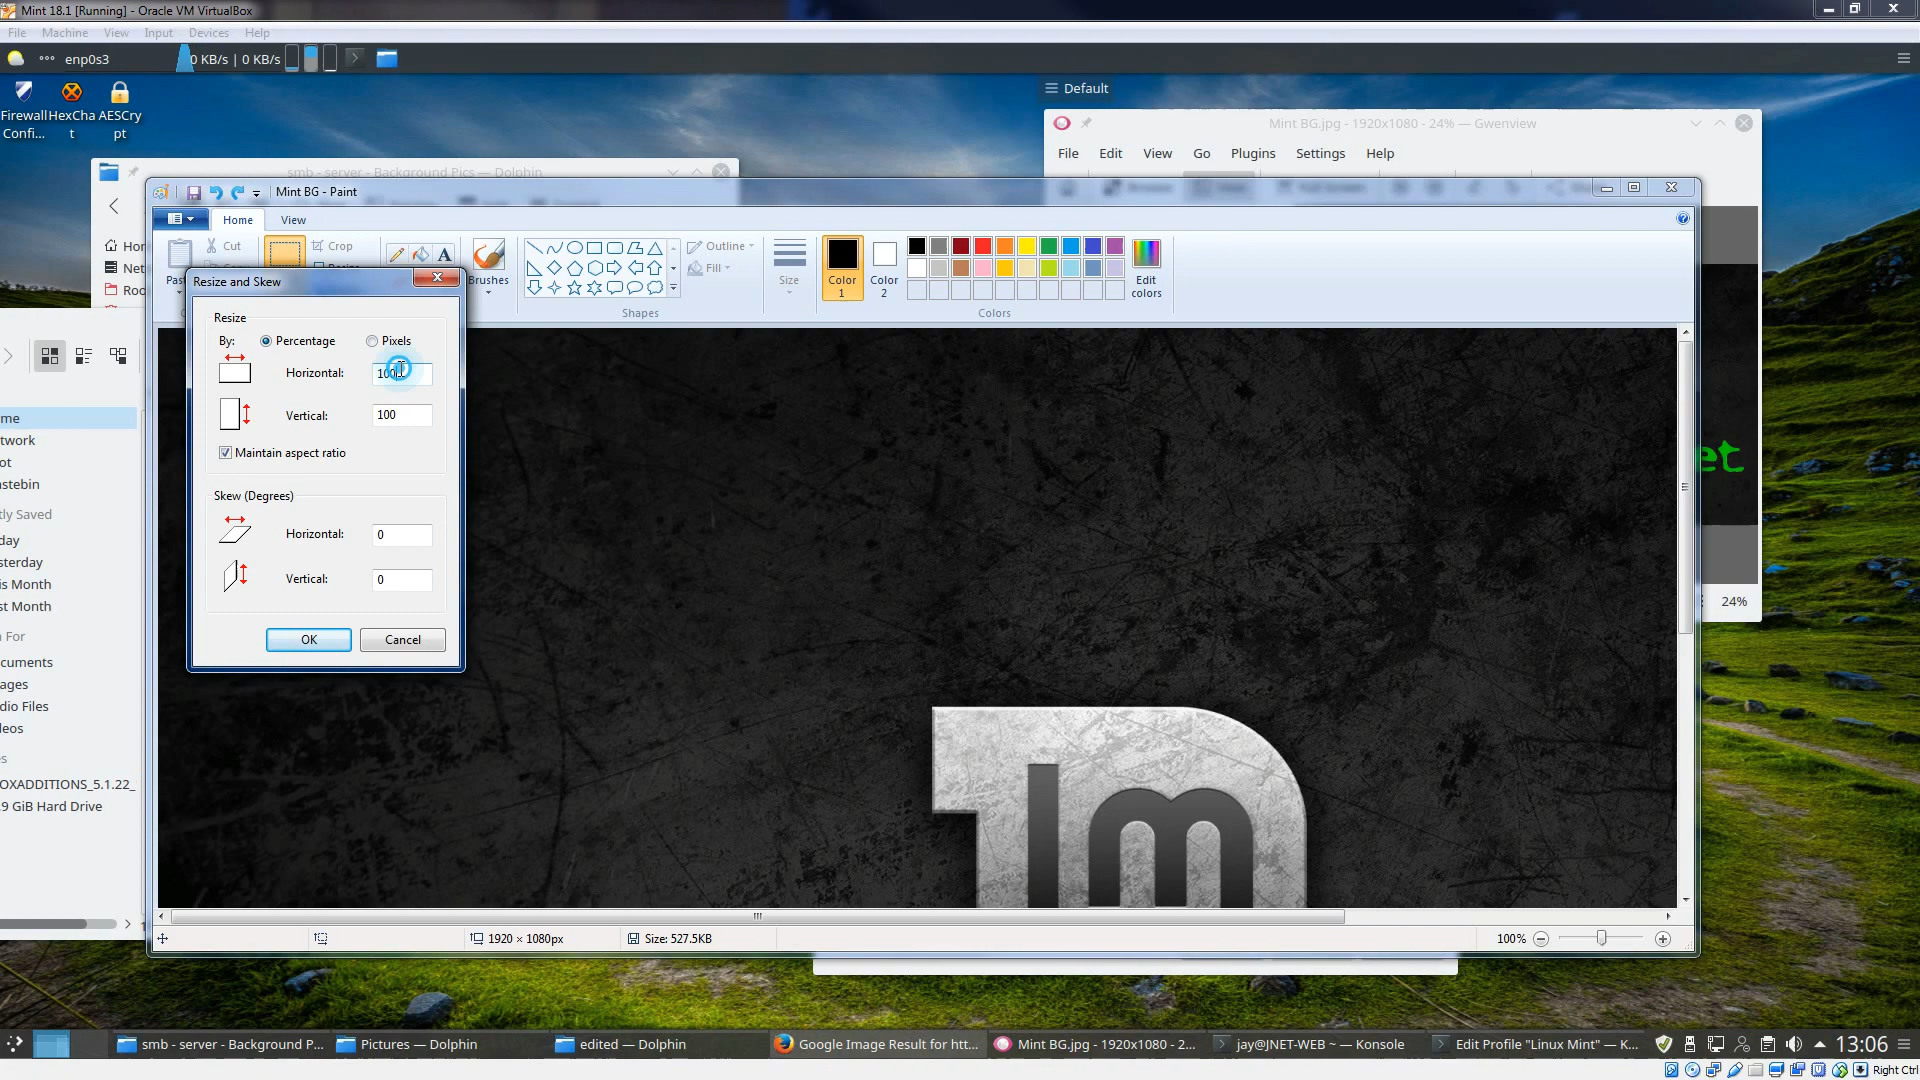 Mint 18.1 [Running] - Oracle VM VirtualBox
File Machine View Input Devices Help
enp0s3 0 KB/s | 0 KB/s
Firewall Confi... HexChat AESCrypt
Default
Mint BG.jpg - 1920x1080 - 24% — Gwenview
File Edit View Go Plugins Settings Help
smb - server - Background Pics — Dolphin
Mint BG - Paint
Home View
Cut
Crop
Past
Brushes
Outline
Fill
Shapes
Size
Color 1
Color 2
Edit colors
Colors
Hon
Net
Roo
Resize and Skew
Resize
By: Percentage Pixels
Horizontal: 100
Vertical: 100
Maintain aspect ratio
Skew (Degrees)
Horizontal: 0
Vertical: 0
OK Cancel
me
twork
ot
stebin
tly Saved
day
sterday
is Month
st Month
For
cuments
ages
dio Files
eos
OXADDITIONS_5.1.22_
.9 GiB Hard Drive
et
24%
lm
1920 × 1080px
Size: 527.5KB
100%
smb - server - Background P...
Pictures — Dolphin
edited — Dolphin
Google Image Result for htt...
Mint BG.jpg - 1920x1080 - 2...
jay@JNET-WEB ~ — Konsole
Edit Profile "Linux Mint" — K...
13:06
Right Ctrl